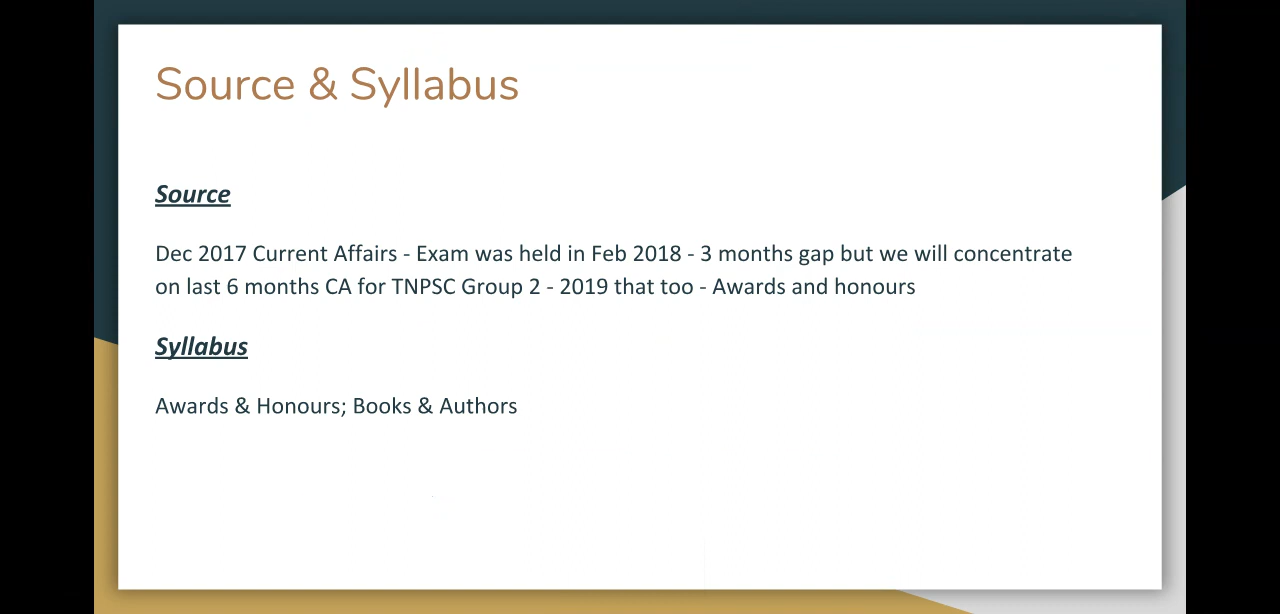 Source & Syllabus
Source
Dec 2017 Current Affairs - Exam was held in Feb 2018 - 3 months gap but we will concentrate
on last 6 months CA for TNPSC Group 2 - 2019 that too - Awards and honours
Syllabus
Awards & Honours; Books & Authors